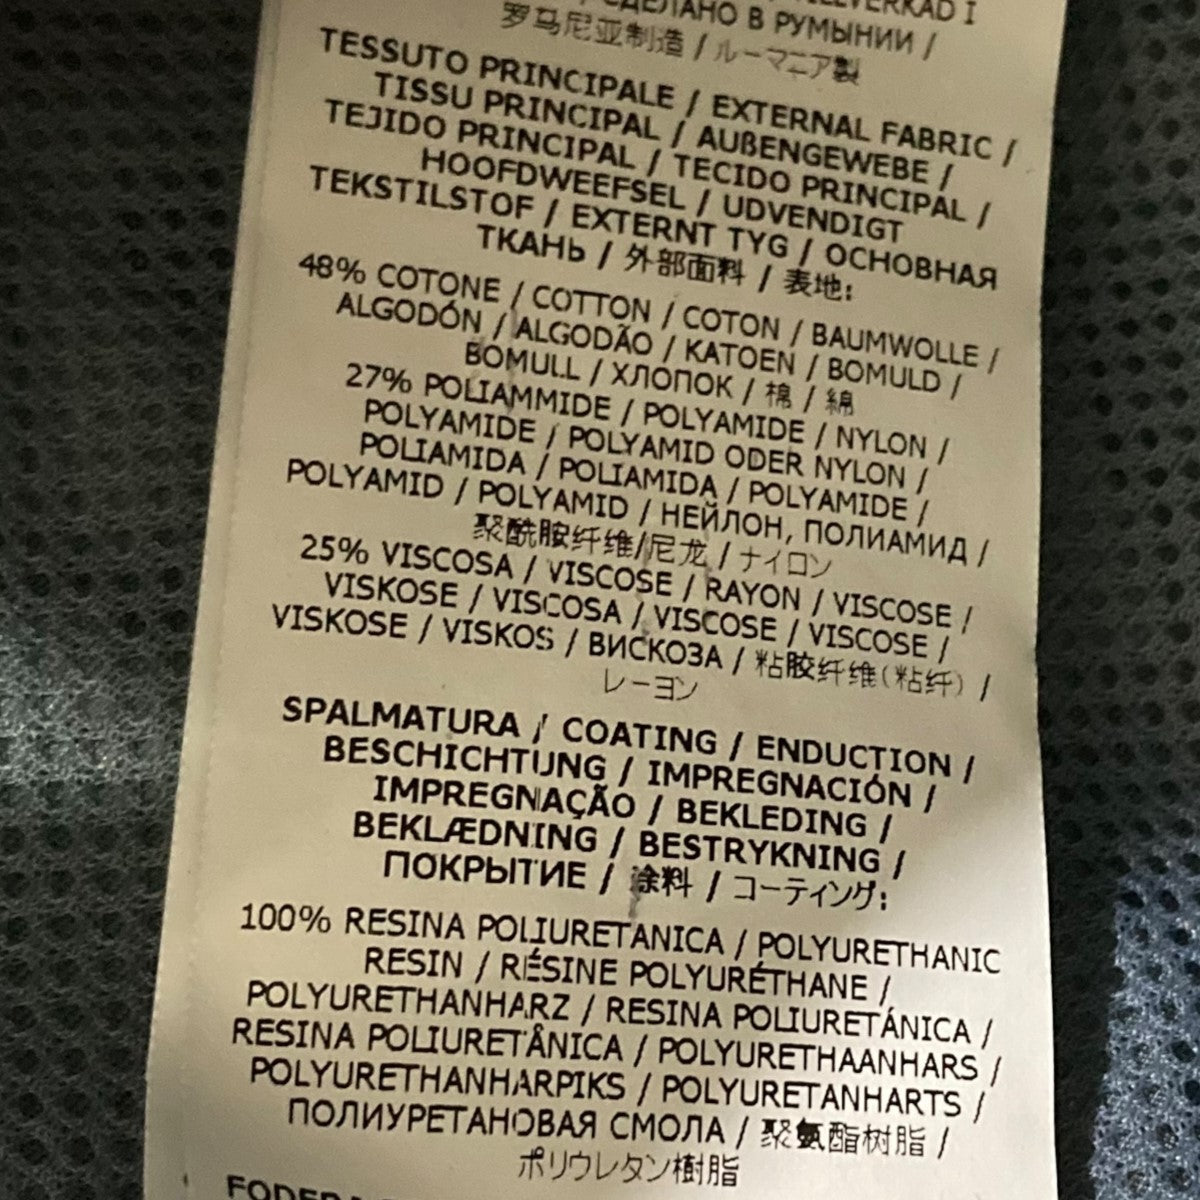 СДЕЛАНО В РУМЫНИИ /
罗马尼亚制造 / ルーマニア製
TESSUTO PRINCIPALE / EXTERNAL FABRIC /
TISSU PRINCIPAL / AUßENGEWEBE /
TEJIDO PRINCIPAL / TECIDO PRINCIPAL /
HOOFDWEEFSEL / UDVENDIGT
TEKSTILSTOF / EXTERNT TYG / ОСНОВНАЯ
ТКАНЬ / 外部面料 / 表地:
48% COTONE / COTTON / COTON / BAUMWOLLE /
ALGODÓN / ALGODÃO / KATOEN / BOMULD /
BOMULL / ХЛОПОК / 棉 / 綿
27% POLIAMMIDE / POLYAMIDE / NYLON /
POLYAMIDE / POLYAMID ODER NYLON /
POLIAMIDA / POLIAMIDA / POLYAMIDE /
POLYAMID / POLYAMID / НЕЙЛОН, ПОЛИАМИД /
聚酰胺纤维/尼龙 / ナイロン
25% VISCOSA / VISCOSE / RAYON / VISCOSE /
VISKOSE / VISCOSA / VISCOSE / VISCOSE /
VISKOSE / VISKOS / ВИСКОЗА / 粘胶纤维(粘纤) /
レーヨン
SPALMATURA / COATING / ENDUCTION /
BESCHICHTUNG / IMPREGNACIÓN /
IMPREGNAÇÃO / BEKLEDING /
BEKLÆDNING / BESTRYKNING /
ПОКРЫТИЕ / 涂料 / コーティング:
100% RESINA POLIURETANICA / POLYURETHANIC
RESIN / RÉSINE POLYURÉTHANE /
POLYURETHANHARZ / RESINA POLIURETÁNICA /
RESINA POLIURETÂNICA / POLYURETHAANHARS /
POLYURETHANHARPIKS / POLYURETANHARTS /
ПОЛИУРЕТАНОВАЯ СМОЛА / 聚氨酯树脂 /
ポリウレタン樹脂